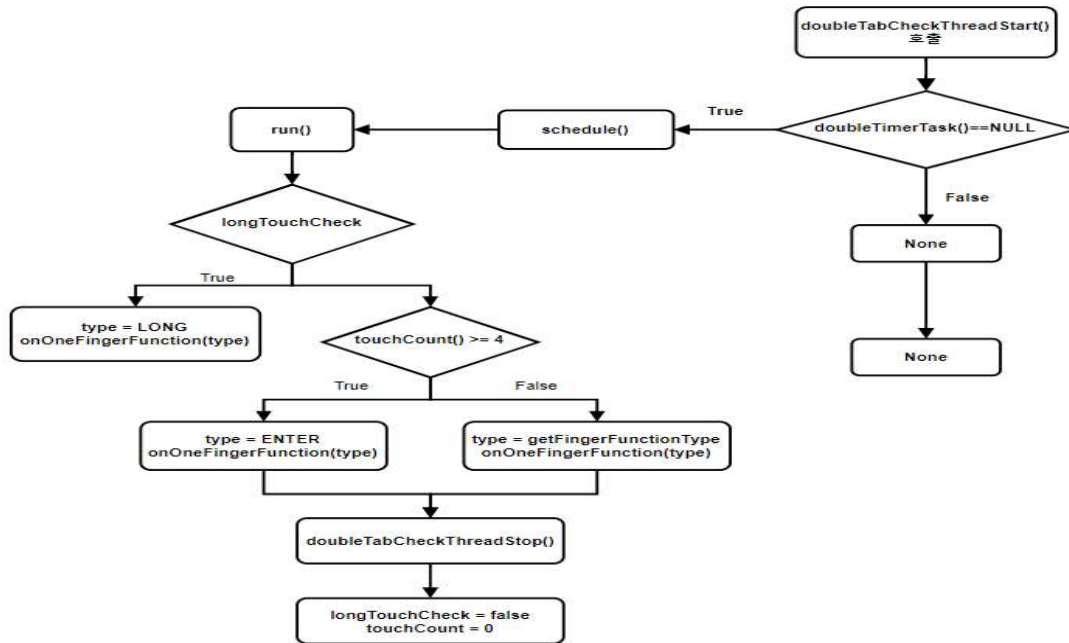 doubleTabCheckThreadStart()
호출
True
run()
schedule()
doubleTimerTask()==NULL
False
longTouchCheck
None
True
type = LONG
onOneFingerFunction(type)
touchCount() >= 4
None
True
False
type = ENTER
onOneFingerFunction(type)
type = getFingerFunctionType
onOneFingerFunction(type)
doubleTabCheckThreadStop()
longTouchCheck = false
touchCount = 0